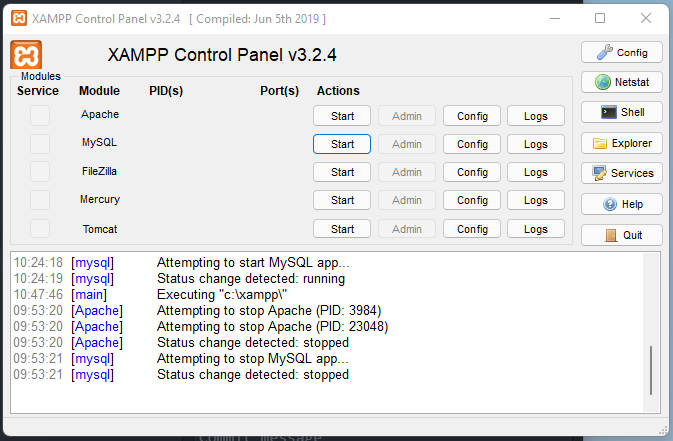 XAMPP Control Panel v3.2.4 [ Compiled: Jun 5th 2019 ]
XAMPP Control Panel v3.2.4
Config
Netstat
Shell
Explorer
Services
Help
Quit
Modules
Service Module PID(s) Port(s) Actions
Apache Start Admin Config Logs
MySQL Start Admin Config Logs
FileZilla Start Admin Config Logs
Mercury Start Admin Config Logs
Tomcat Start Admin Config Logs
10:24:18 [mysql] Attempting to start MySQL app...
10:24:19 [mysql] Status change detected: running
10:47:46 [main] Executing "c:\xampp\"
09:53:20 [Apache] Attempting to stop Apache (PID: 3984)
09:53:20 [Apache] Attempting to stop Apache (PID: 23048)
09:53:20 [Apache] Status change detected: stopped
09:53:21 [mysql] Attempting to stop MySQL app...
09:53:21 [mysql] Status change detected: stopped